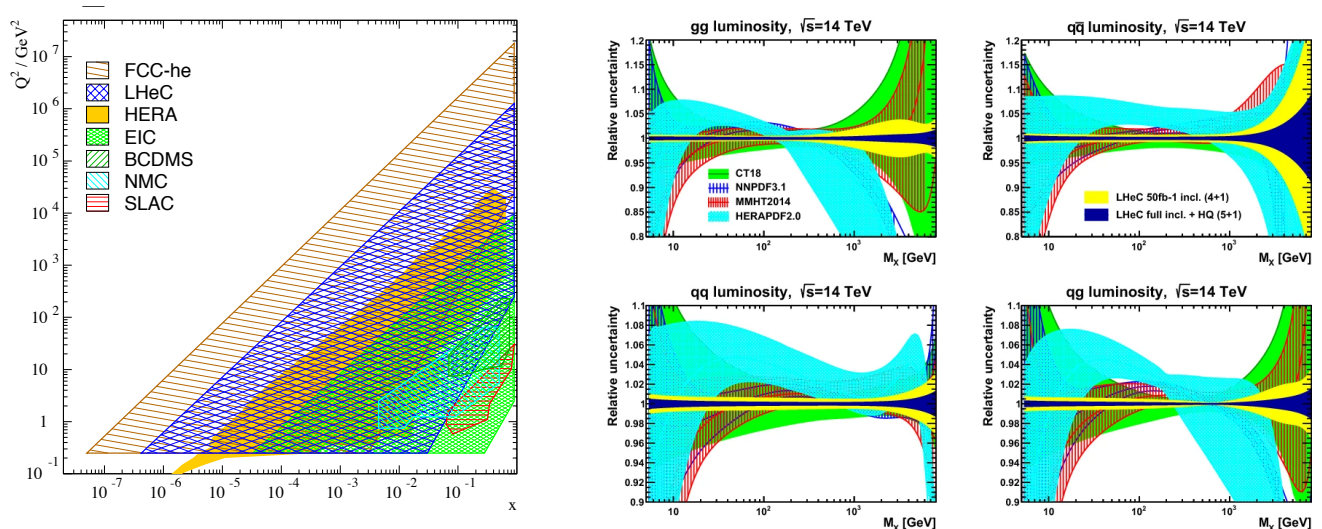 Q² / GeV²
10⁷
10⁶
10⁵
10⁴
10³
10²
10
1
10⁻¹
FCC-he
LHeC
HERA
EIC
BCDMS
NMC
SLAC
10⁻⁷ 10⁻⁶ 10⁻⁵ 10⁻⁴ 10⁻³ 10⁻² 10⁻¹
x
gg luminosity, √s=14 TeV
Relative uncertainty
1.2
1.15
1.1
1.05
1
0.95
0.9
0.85
0.8
CT18
NNPDF3.1
MMHT2014
HERAPDF2.0
10 10² 10³
Mₓ [GeV]
qq̄ luminosity, √s=14 TeV
Relative uncertainty
1.2
1.15
1.1
1.05
1
0.95
0.9
0.85
0.8
LHeC 50fb-1 incl. (4+1)
LHeC full incl. + HQ (5+1)
10 10² 10³
Mₓ [GeV]
qq luminosity, √s=14 TeV
Relative uncertainty
1.1
1.08
1.06
1.04
1.02
1
0.98
0.96
0.94
0.92
0.9
10 10² 10³
Mₓ [GeV]
qg luminosity, √s=14 TeV
Relative uncertainty
1.1
1.08
1.06
1.04
1.02
1
0.98
0.96
0.94
0.92
0.9
10 10² 10³
Mₓ [GeV]